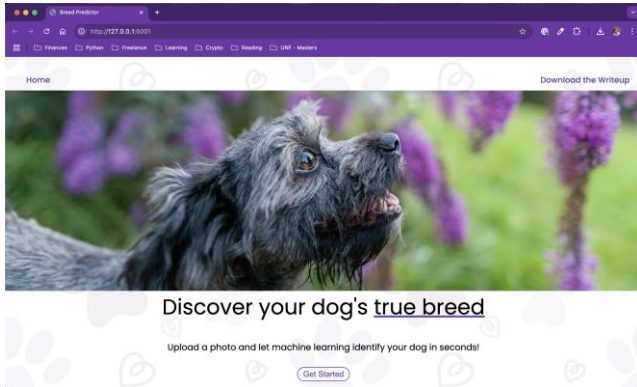 Breed Predictor
http://127.0.0.1:5001
Finances Python Freelance Learning Crypto Reading UNF - Masters
Home Download the Writeup
Discover your dog's true breed
Upload a photo and let machine learning identify your dog in seconds!
Get Started